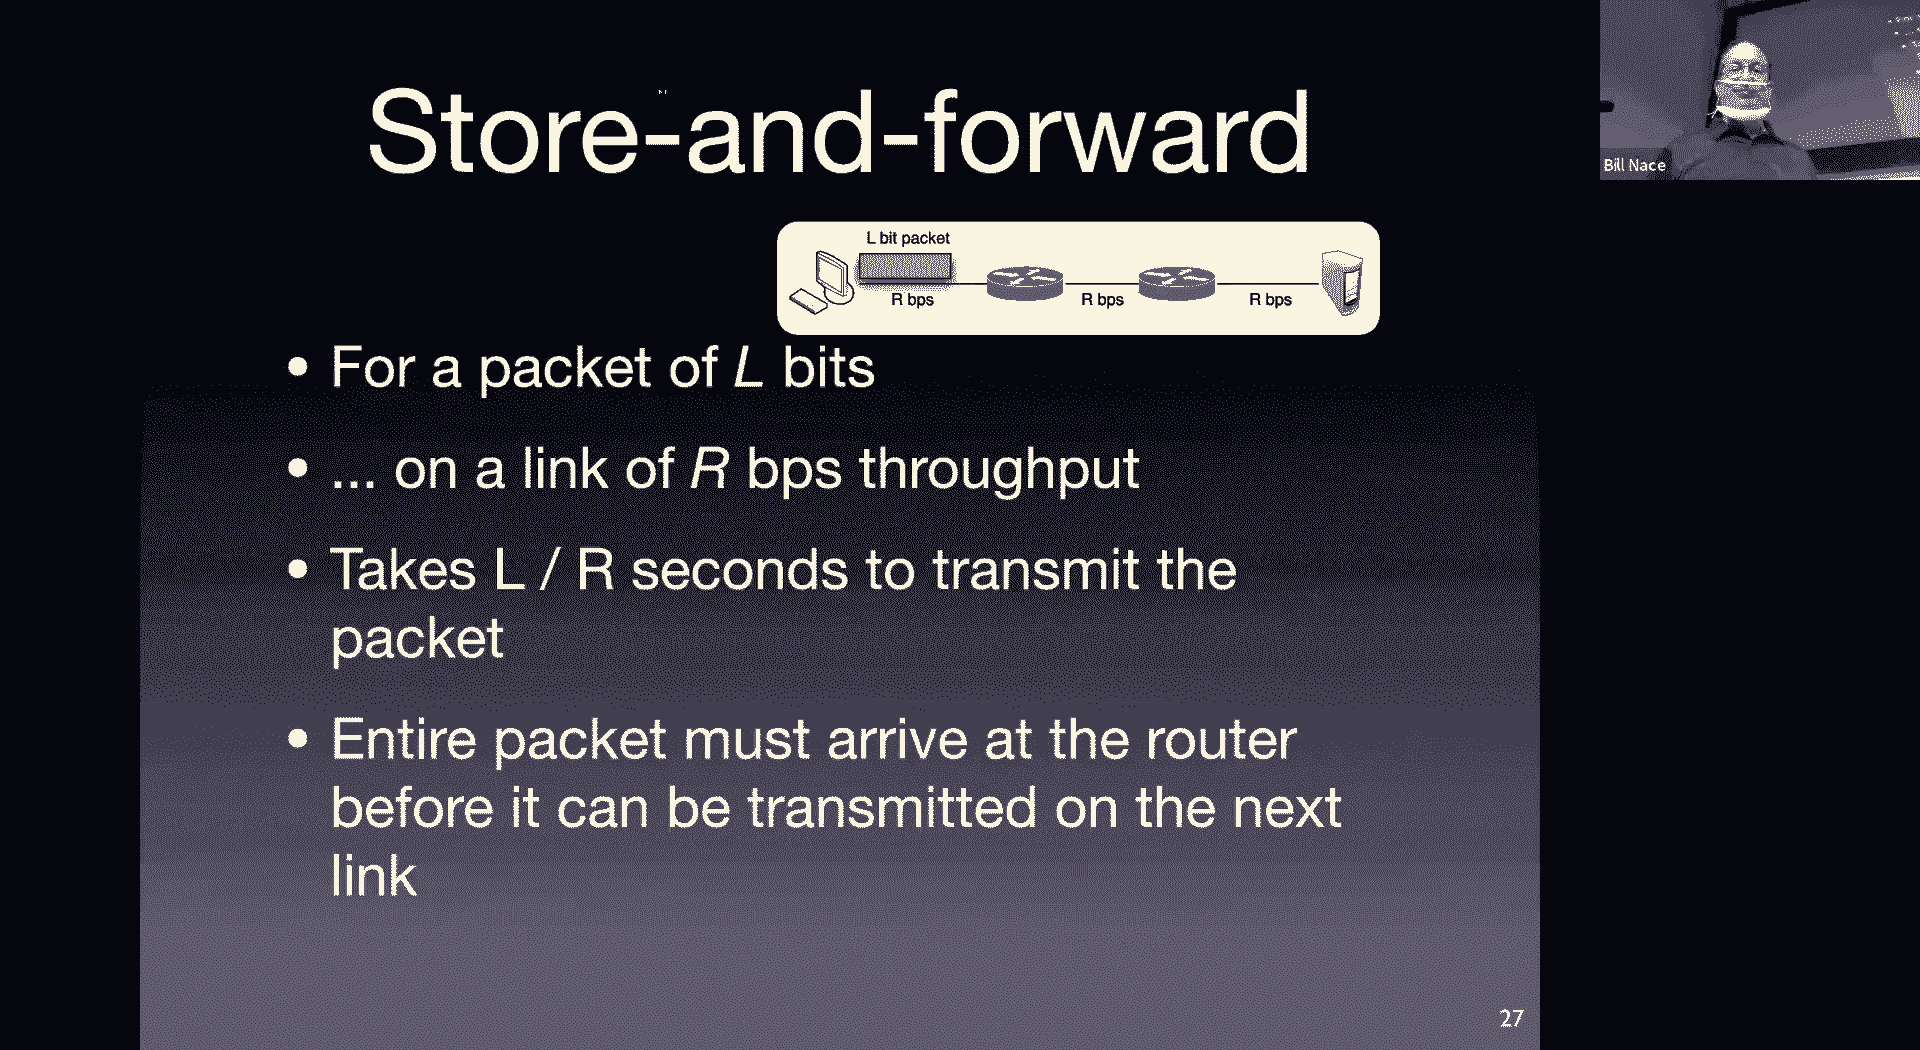 Store-and-forward
Bill Nace
L bit packet
R bps
R bps
R bps
• For a packet of L bits
• ... on a link of R bps throughput
• Takes L / R seconds to transmit the
packet
• Entire packet must arrive at the router
before it can be transmitted on the next
link
27